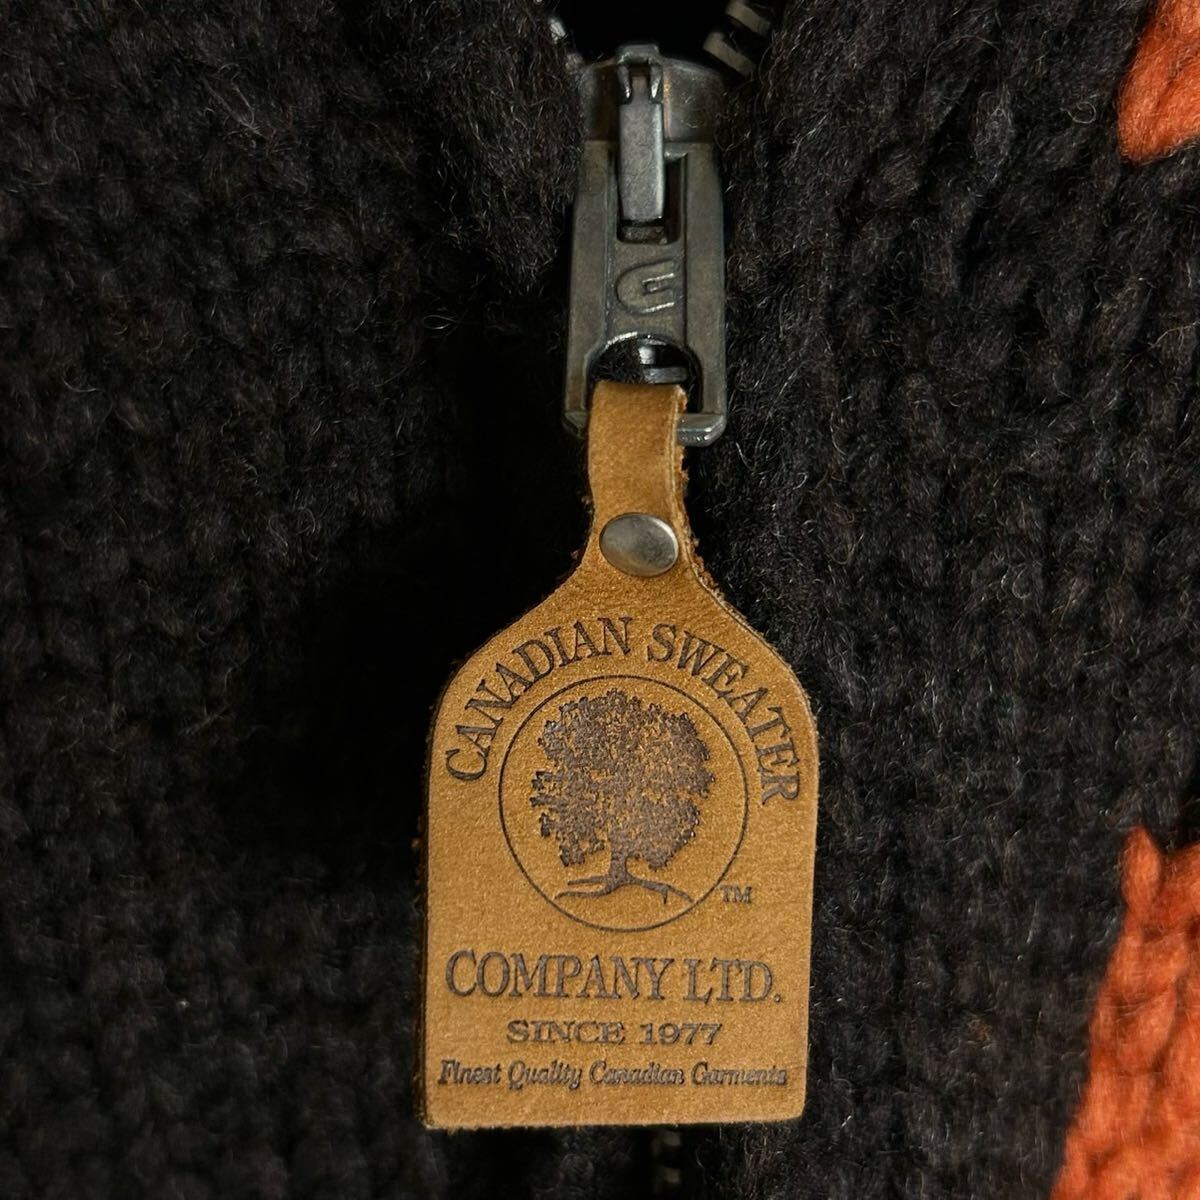 CANADIAN SWEATER
TM
COMPANY LTD.
SINCE 1977
Finest Quality Canadian Garments